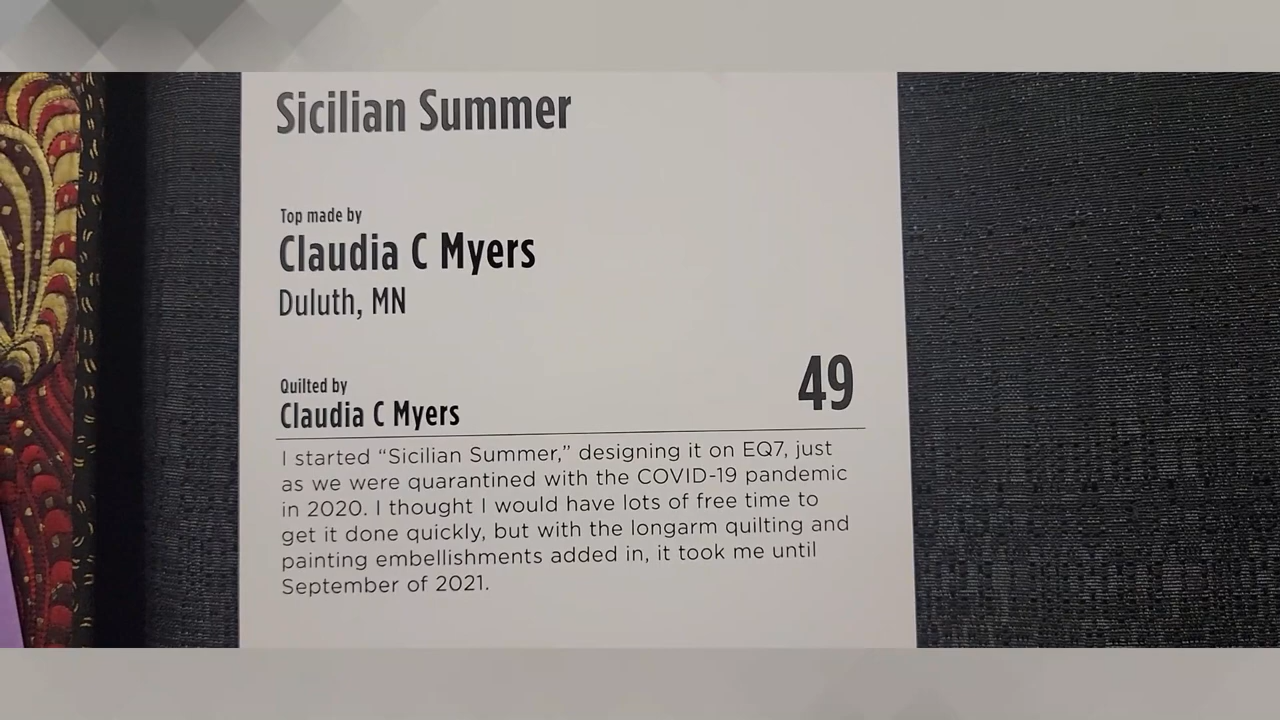 Sicilian Summer
Top made by
Claudia C Myers
Duluth, MN
Quilted by
Claudia C Myers
49
I started “Sicilian Summer,” designing it on EQ7, just
as we were quarantined with the COVID-19 pandemic
in 2020. I thought I would have lots of free time to
get it done quickly, but with the longarm quilting and
painting embellishments added in, it took me until
September of 2021.